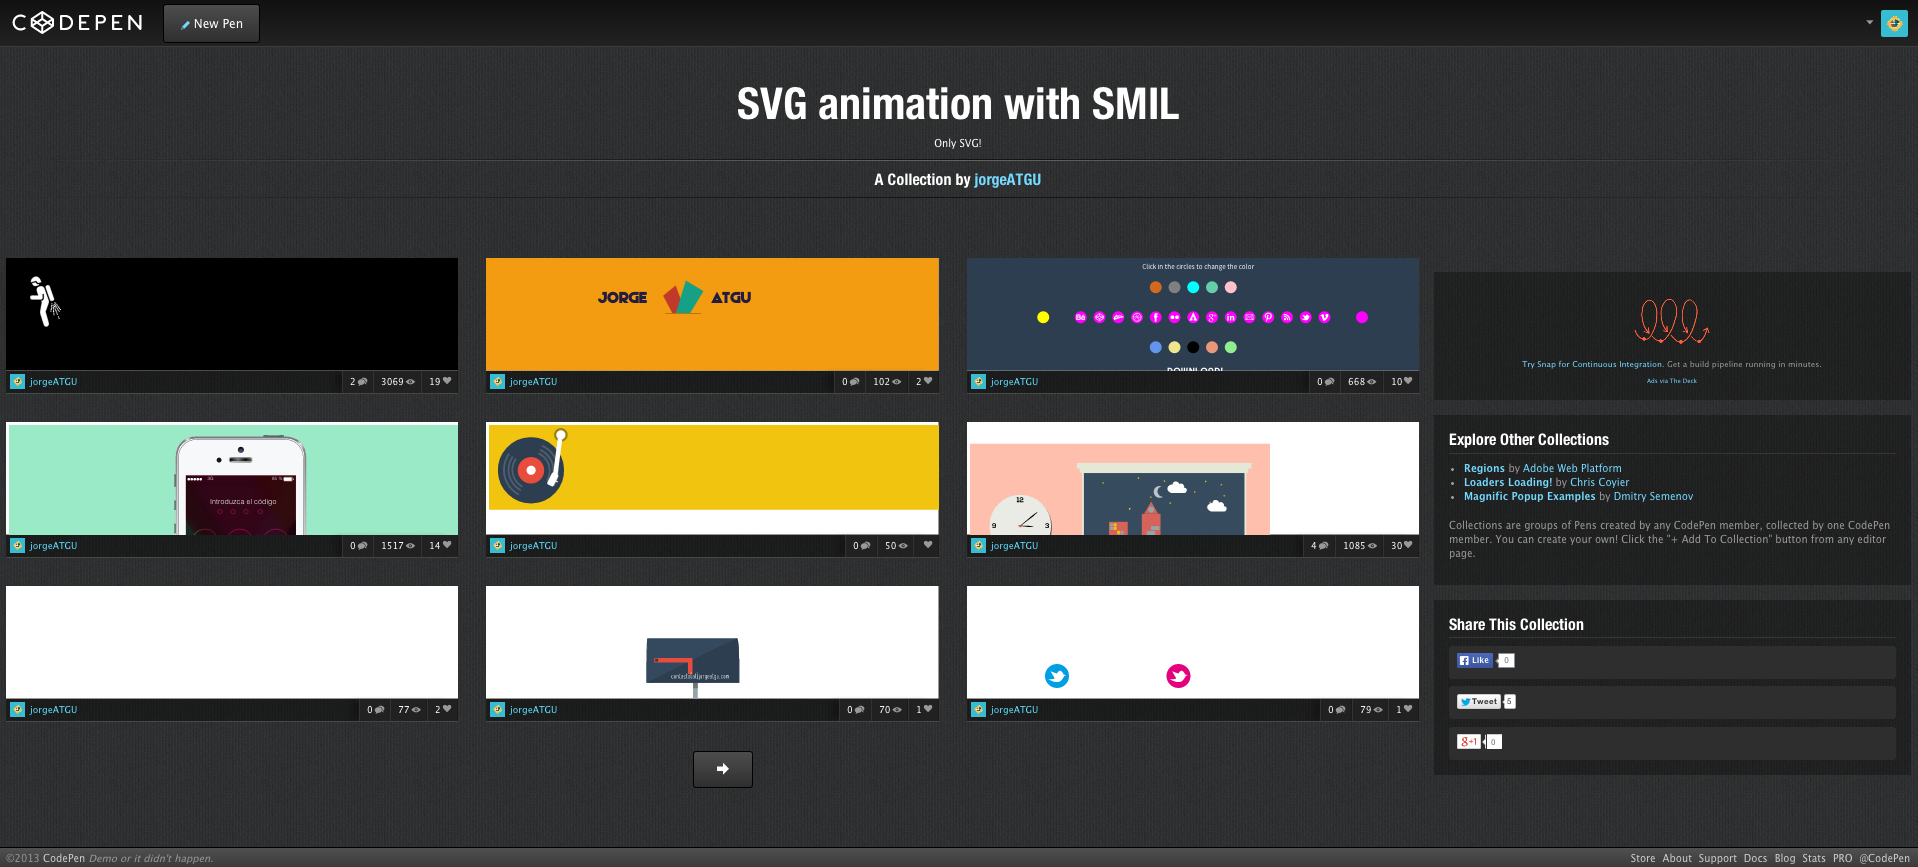 CODEPEN
New Pen
SVG animation with SMIL
Only SVG!
A Collection by jorgeATGU
jorgeATGU 2 3069 19
JORGE ATGU
jorgeATGU 0 102 2
Click in the circles to change the color
Bē f in g
DOWNLOAD!
jorgeATGU 0 668 10
3G 85 %
Introduzca el código
jorgeATGU 0 1517 14
jorgeATGU 0 50
12
9 3
jorgeATGU 4 1085 30
jorgeATGU 0 77 2
jorgeATGU 0 70 1
jorgeATGU 0 79 1
Try Snap for Continuous Integration. Get a build pipeline running in minutes.
Ads via The Deck
Explore Other Collections
Regions by Adobe Web Platform
Loaders Loading! by Chris Coyier
Magnific Popup Examples by Dmitry Semenov
Collections are groups of Pens created by any CodePen member, collected by one CodePen
member. You can create your own! Click the "+ Add To Collection" button from any editor
page.
Share This Collection
Like 0
Tweet 5
g+1 0
©2013 CodePen Demo or it didn't happen.
Store About Support Docs Blog Stats PRO @CodePen